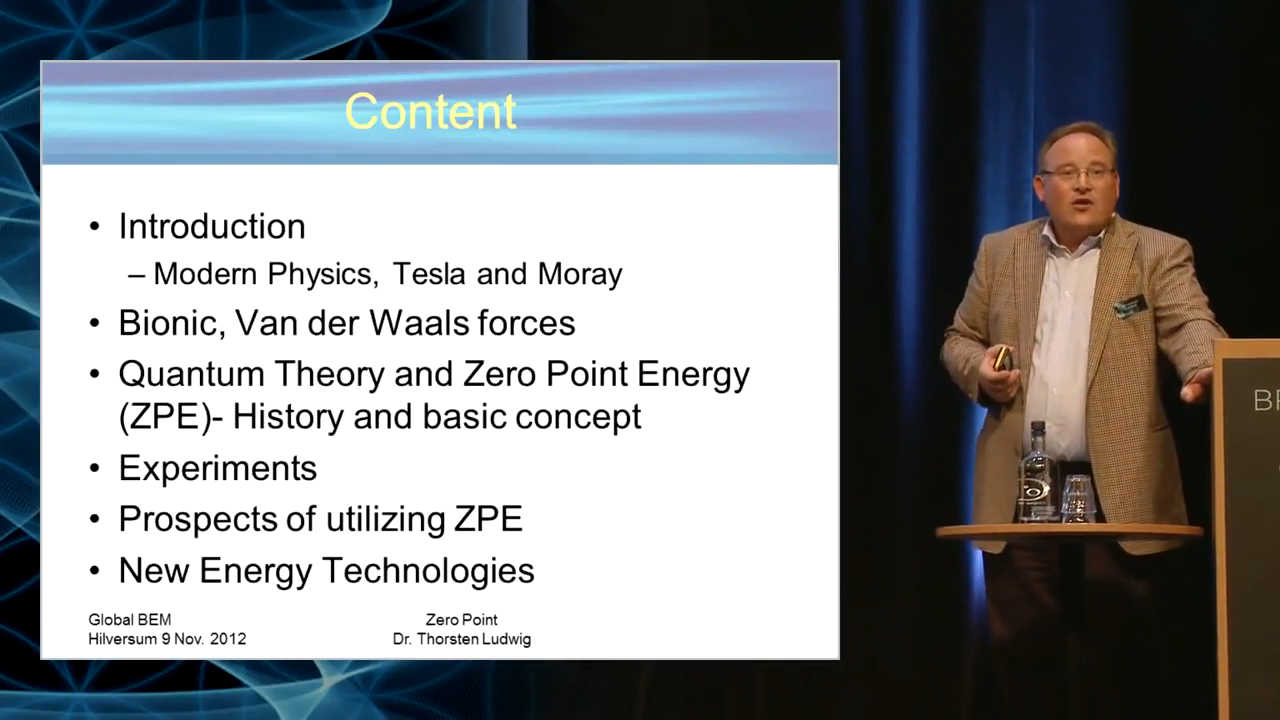 Content
• Introduction
– Modern Physics, Tesla and Moray
• Bionic, Van der Waals forces
• Quantum Theory and Zero Point Energy
(ZPE)- History and basic concept
• Experiments
• Prospects of utilizing ZPE
• New Energy Technologies
Global BEM
Hilversum 9 Nov. 2012
Zero Point
Dr. Thorsten Ludwig